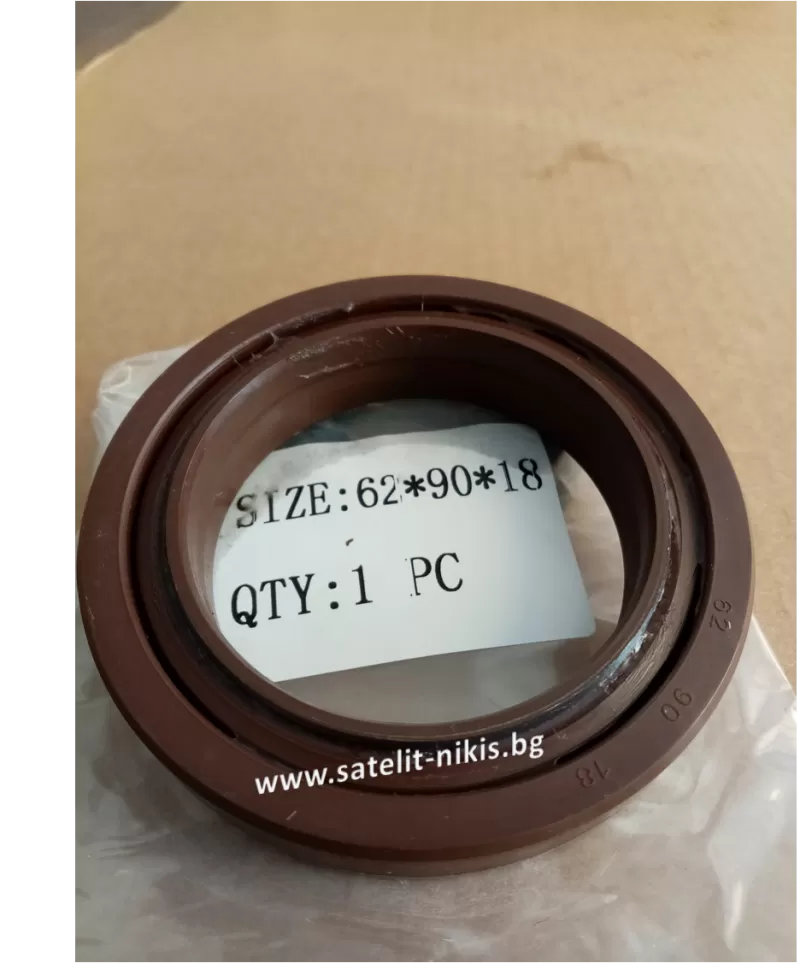 SIZE:62*90*18
QTY:1 PC
62
90
18
www.satelit-nikis.bg